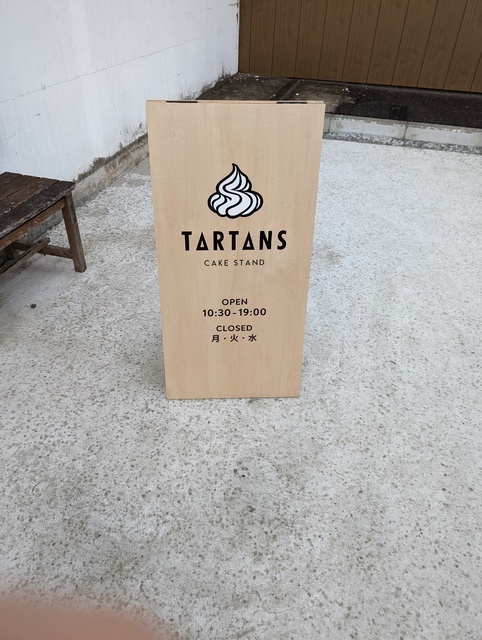 TARTANS
CAKE STAND
OPEN
10:30-19:00
CLOSED
月・火・水